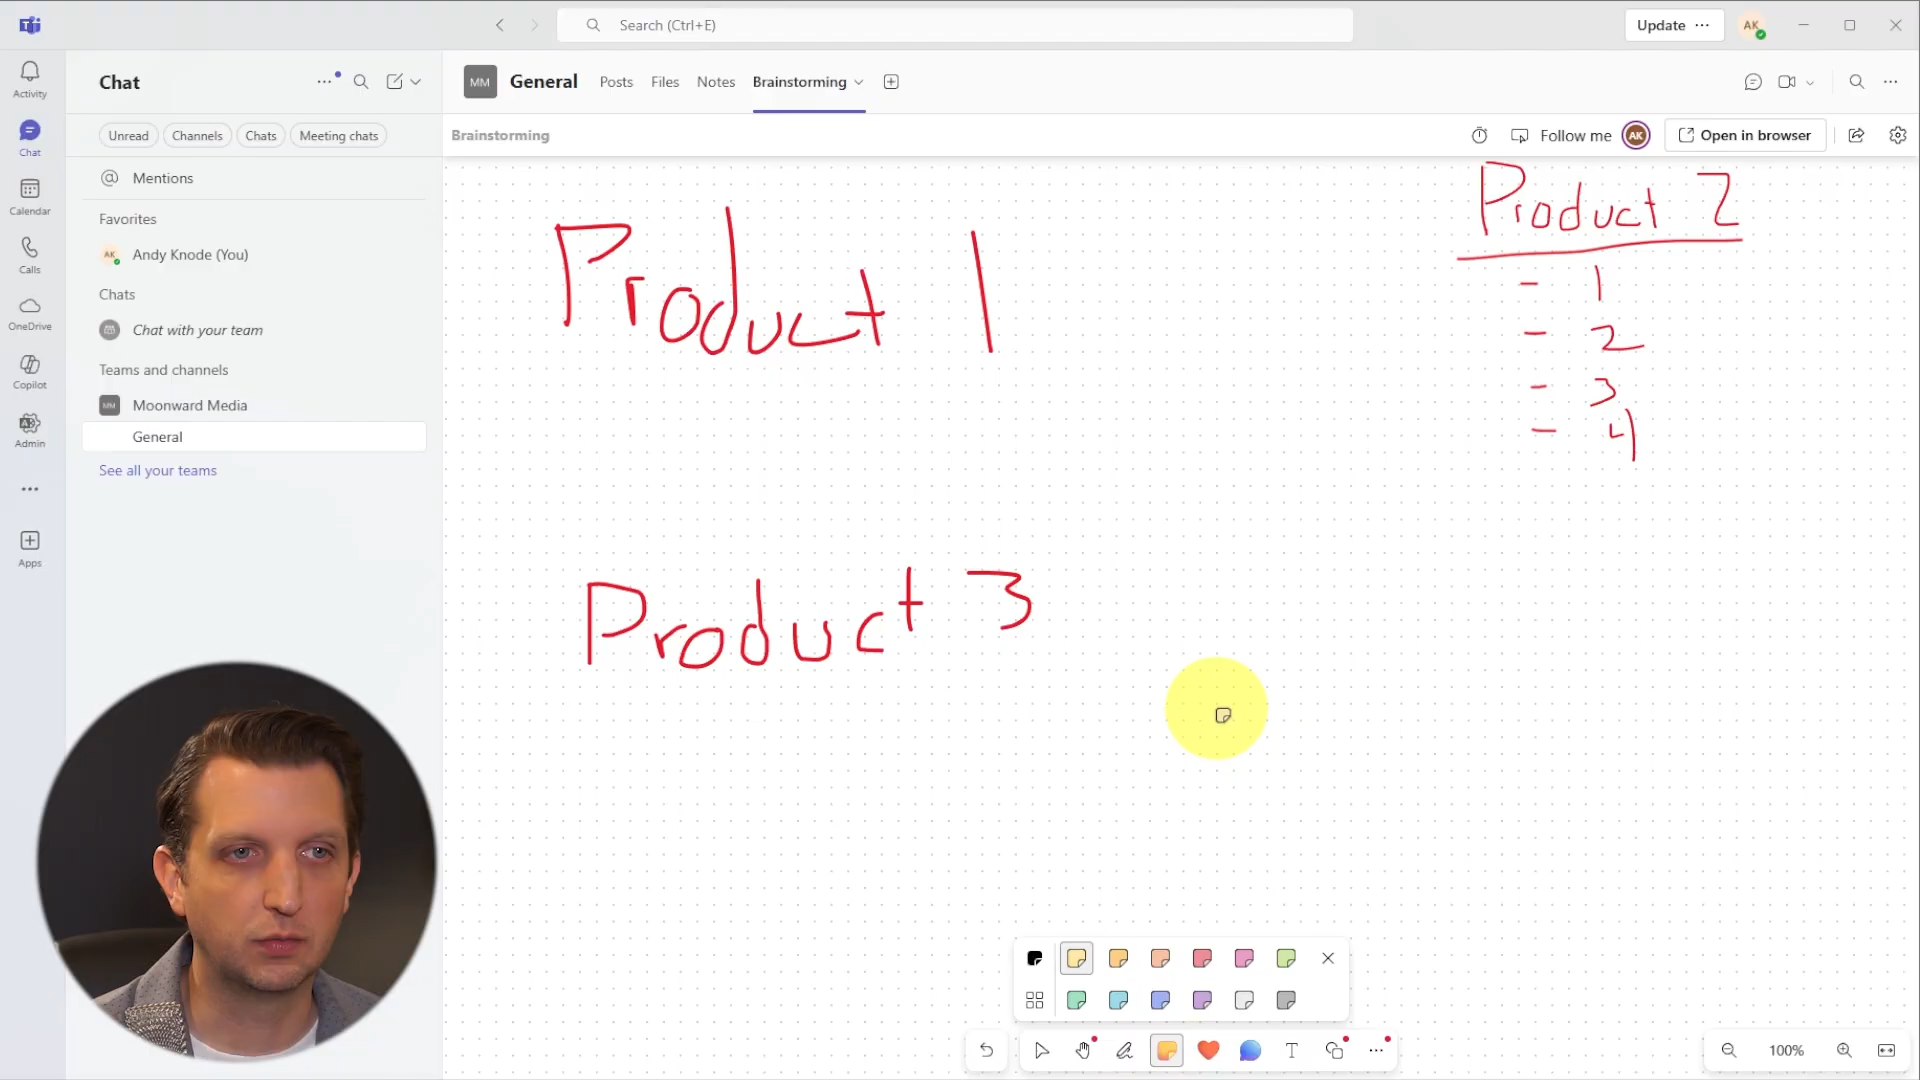 Search (Ctrl+E)
Update
AK
Activity
Chat
Calendar
Calls
OneDrive
Copilot
Admin
Apps
Chat
Unread
Channels
Chats
Meeting chats
Mentions
Favorites
AK Andy Knode (You)
Chats
Chat with your team
Teams and channels
MM Moonward Media
General
See all your teams
MM General Posts Files Notes Brainstorming
Brainstorming
Follow me AK Open in browser
Product 1
Product 2
- 1
- 2
- 3
- 4
Product 3
T
100%